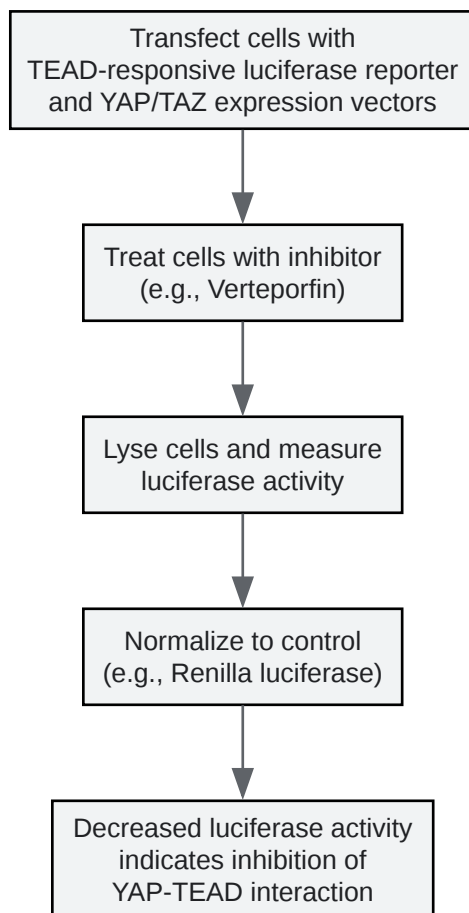 Transfect cells with
TEAD-responsive luciferase reporter
and YAP/TAZ expression vectors
Treat cells with inhibitor
(e.g., Verteporfin)
Lyse cells and measure
luciferase activity
Normalize to control
(e.g., Renilla luciferase)
Decreased luciferase activity
indicates inhibition of
YAP-TEAD interaction